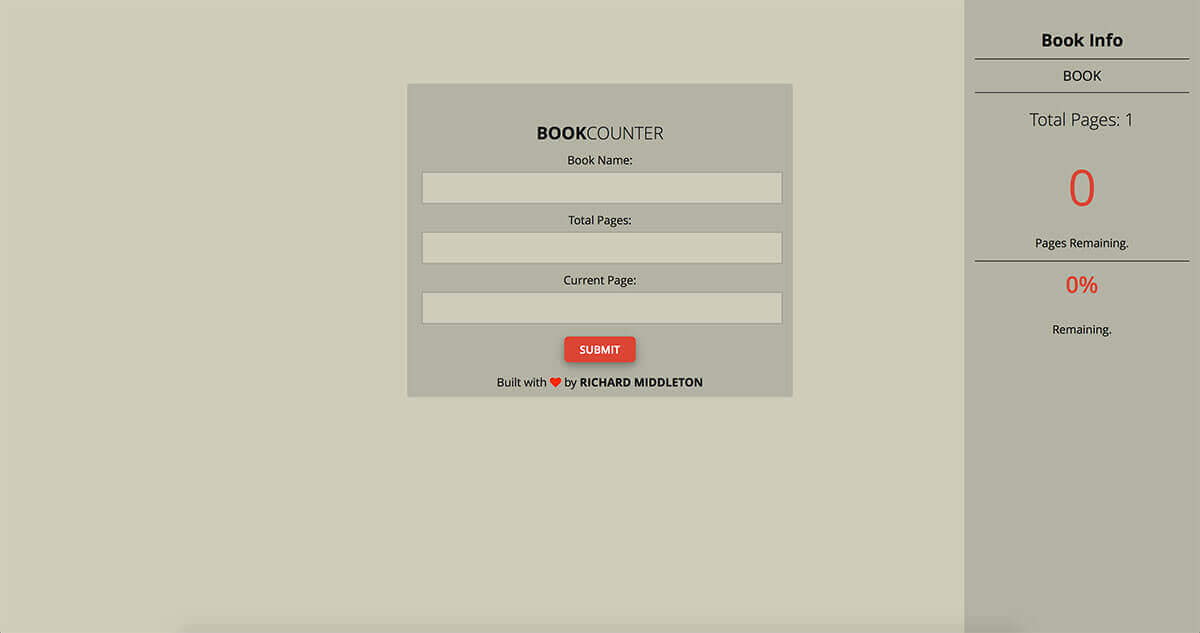 BOOKCOUNTER
Book Name:
Total Pages:
Current Page:
SUBMIT
Built with ❤ by RICHARD MIDDLETON
Book Info
BOOK
Total Pages: 1
0
Pages Remaining.
0%
Remaining.